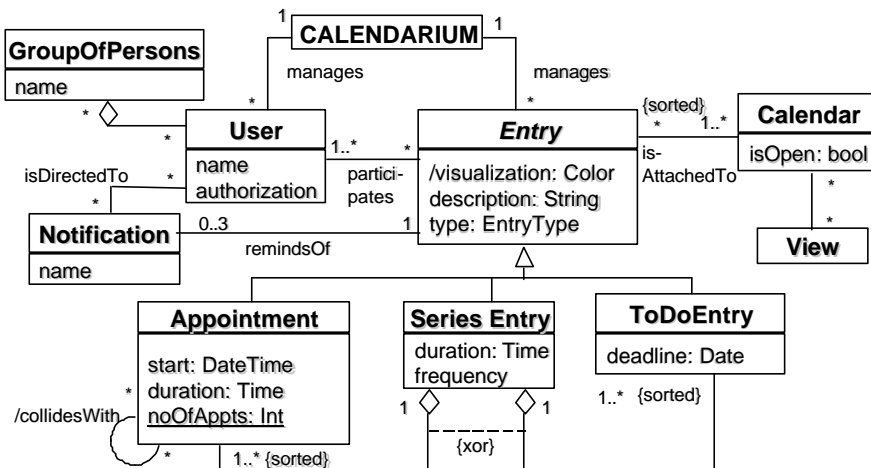 1 CALENDARIUM 1
GroupOfPersons
name
manages
manages
*
*
*
*
User
name
authorization
1..*
*
partici-
pates
Entry
/visualization: Color
description: String
type: EntryType
{sorted}
*
1..*
is-
AttachedTo
Calendar
isOpen: bool
*
*
View
isDirectedTo
*
*
Notification
name
0..3
1
remindsOf
Appointment
start: DateTime
duration: Time
noOfAppts: Int
*
/collidesWith
*
1..* {sorted}
Series Entry
duration: Time
frequency
1
1
{xor}
ToDoEntry
deadline: Date
1..* {sorted}